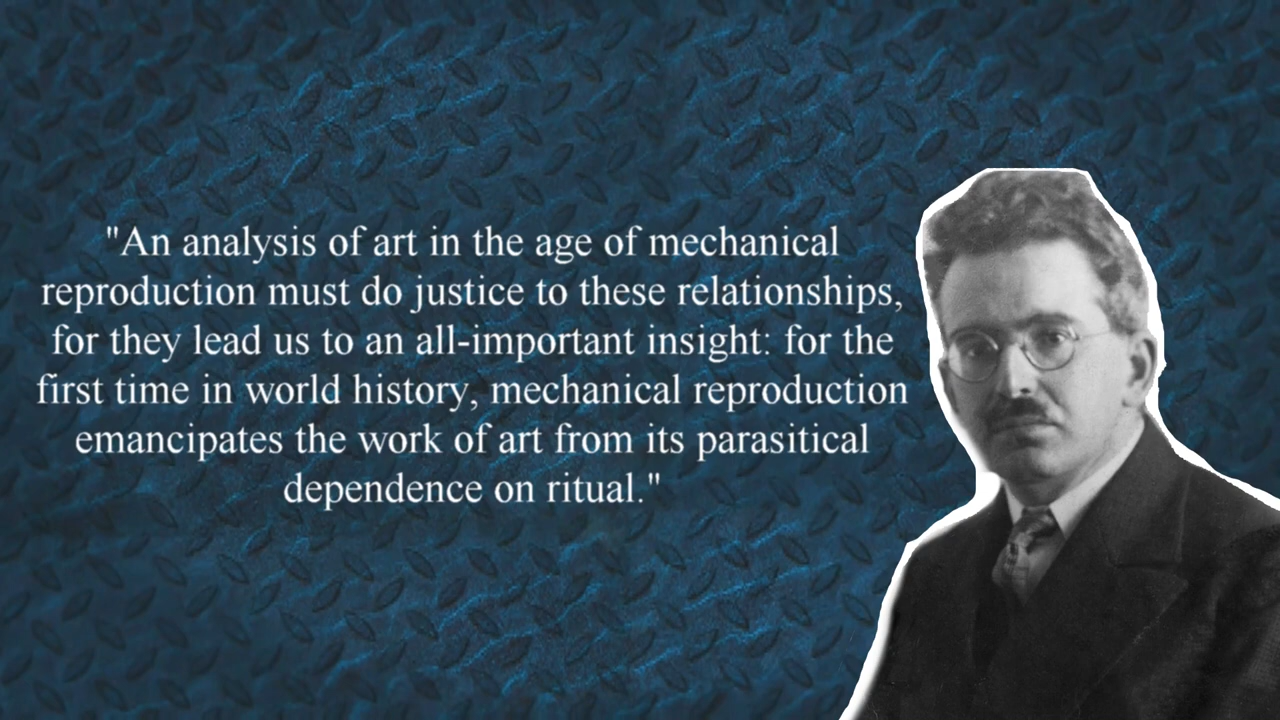 "An analysis of art in the age of mechanical
reproduction must do justice to these relationships,
for they lead us to an all-important insight: for the
first time in world history, mechanical reproduction
emancipates the work of art from its parasitical
dependence on ritual."